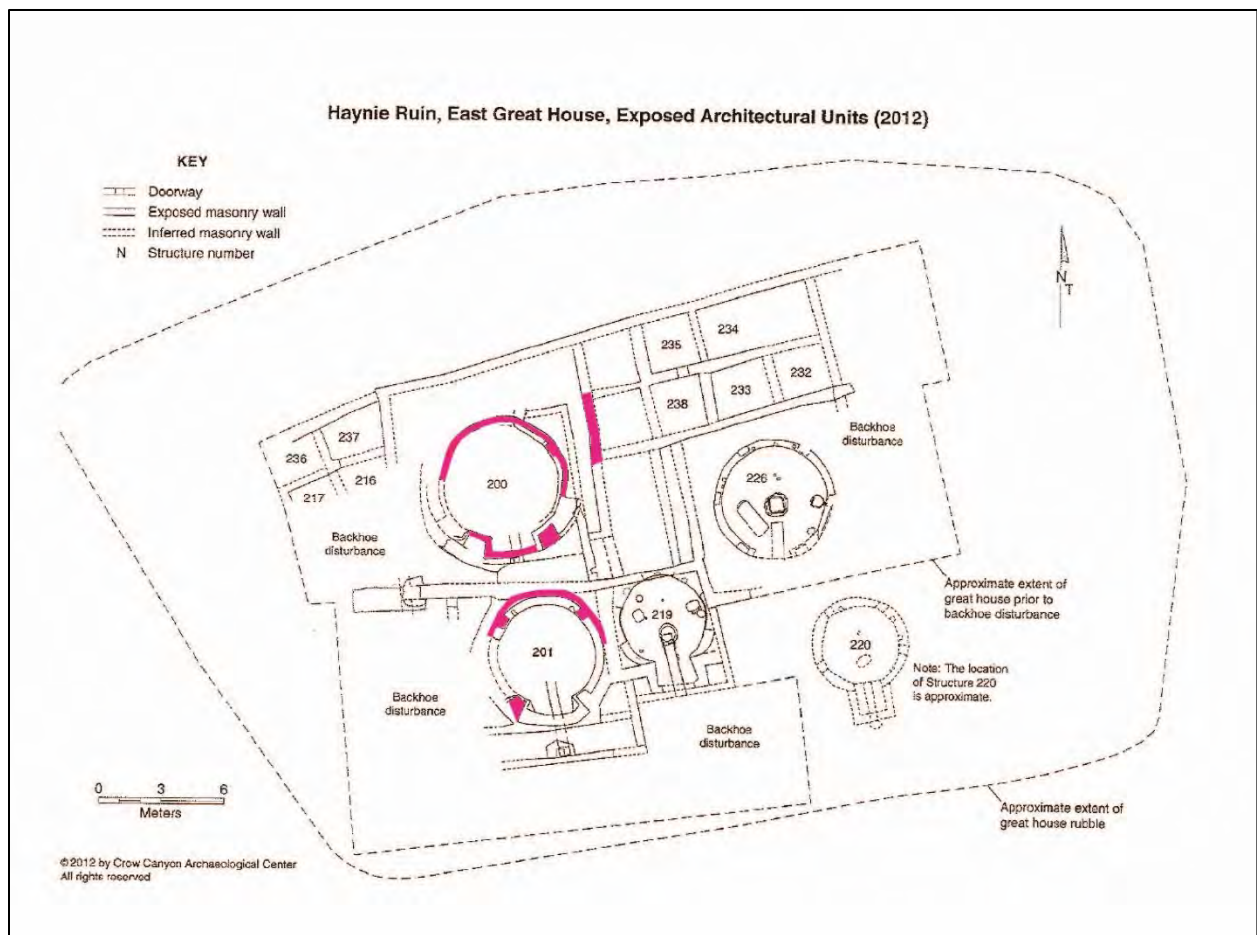 Haynie Ruin, East Great House, Exposed Architectural Units (2012)
KEY
Doorway
Exposed masonry wall
Inferred masonry wall
N Structure number
N
T
234
235
232
233
238
237
236
216
217
Backhoe
disturbance
200
226
Backhoe
disturbance
Approximate extent of
great house prior to
backhoe disturbance
219
201
220
Note: The location
of Structure 220
is approximate.
Backhoe
disturbance
Backhoe
disturbance
0 3 6
Meters
Approximate extent of
great house rubble
©2012 by Crow Canyon Archaeological Center
All rights reserved